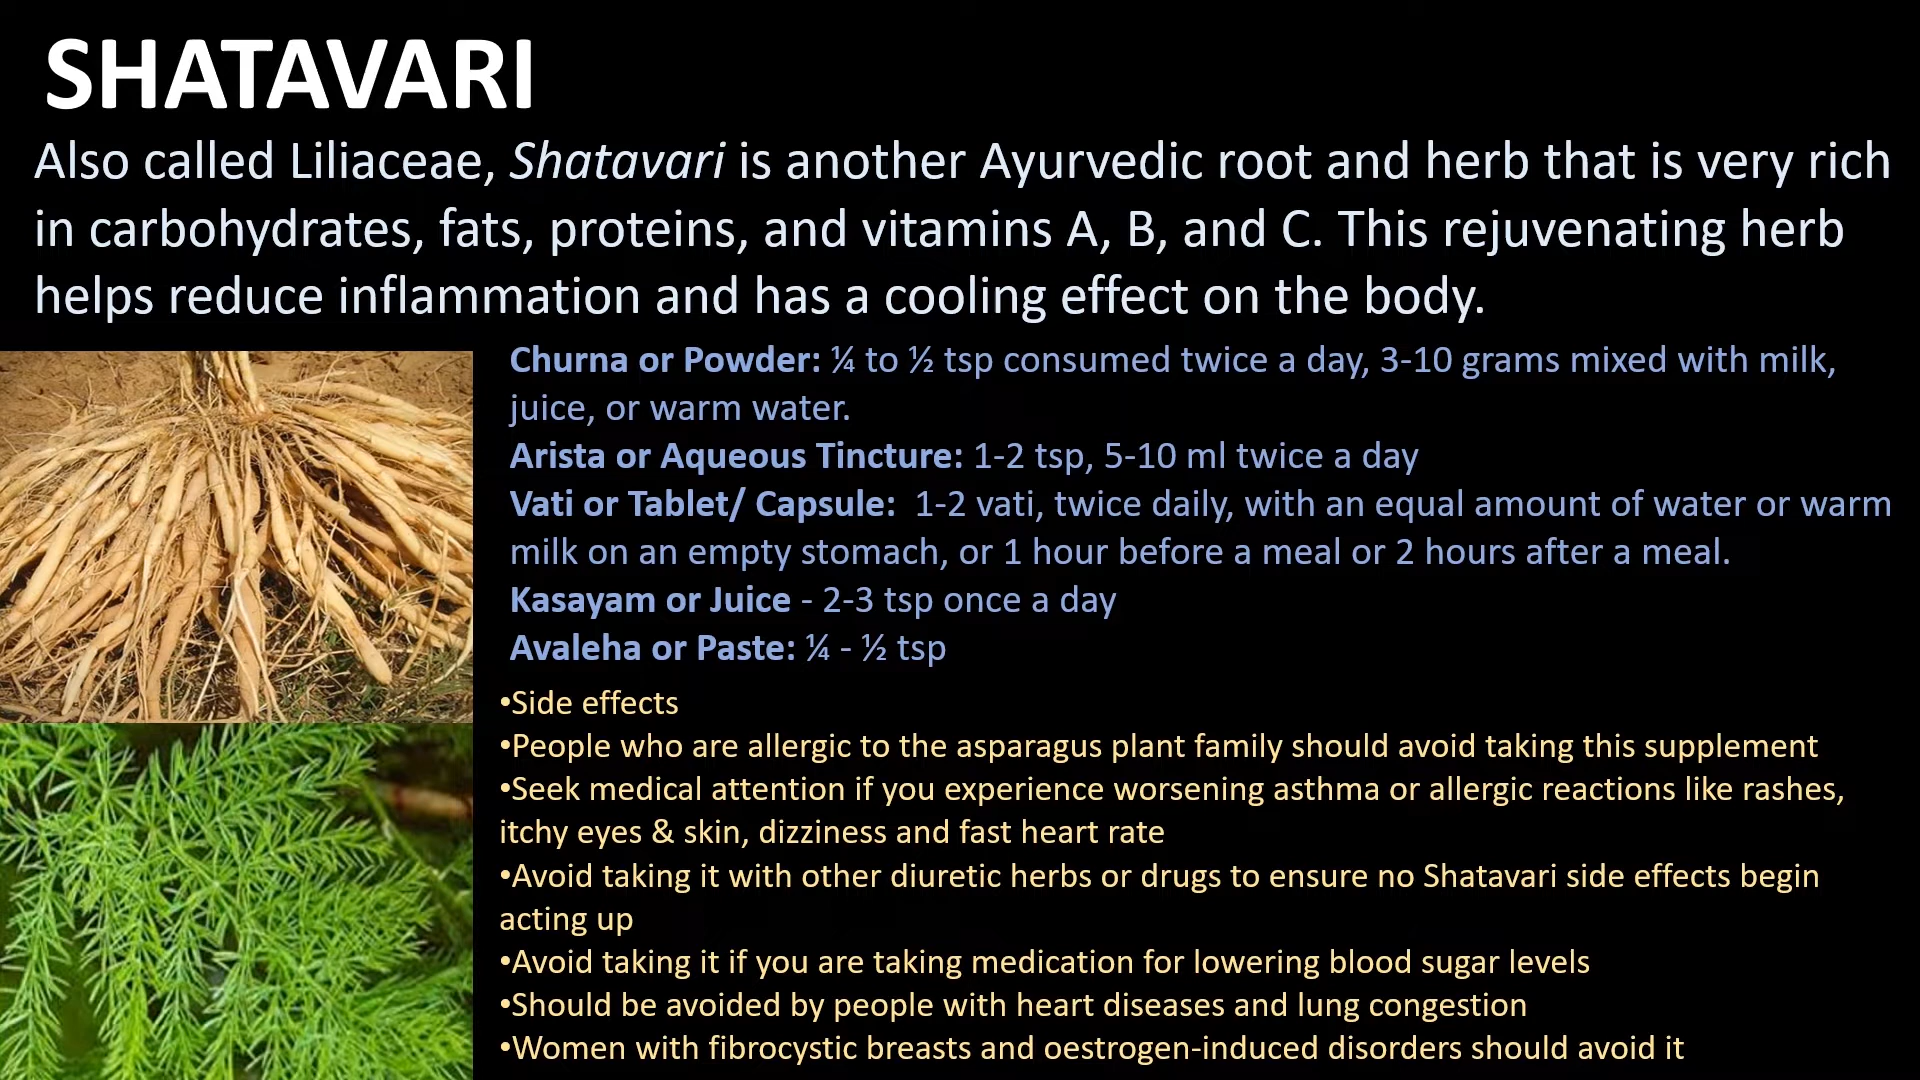 SHATAVARI
Also called Liliaceae, Shatavari is another Ayurvedic root and herb that is very rich
in carbohydrates, fats, proteins, and vitamins A, B, and C. This rejuvenating herb
helps reduce inflammation and has a cooling effect on the body.
Churna or Powder: ¼ to ½ tsp consumed twice a day, 3-10 grams mixed with milk,
juice, or warm water.
Arista or Aqueous Tincture: 1-2 tsp, 5-10 ml twice a day
Vati or Tablet/ Capsule:  1-2 vati, twice daily, with an equal amount of water or warm
milk on an empty stomach, or 1 hour before a meal or 2 hours after a meal.
Kasayam or Juice - 2-3 tsp once a day
Avaleha or Paste: ¼ - ½ tsp
•Side effects
•People who are allergic to the asparagus plant family should avoid taking this supplement
•Seek medical attention if you experience worsening asthma or allergic reactions like rashes,
itchy eyes & skin, dizziness and fast heart rate
•Avoid taking it with other diuretic herbs or drugs to ensure no Shatavari side effects begin
acting up
•Avoid taking it if you are taking medication for lowering blood sugar levels
•Should be avoided by people with heart diseases and lung congestion
•Women with fibrocystic breasts and oestrogen-induced disorders should avoid it